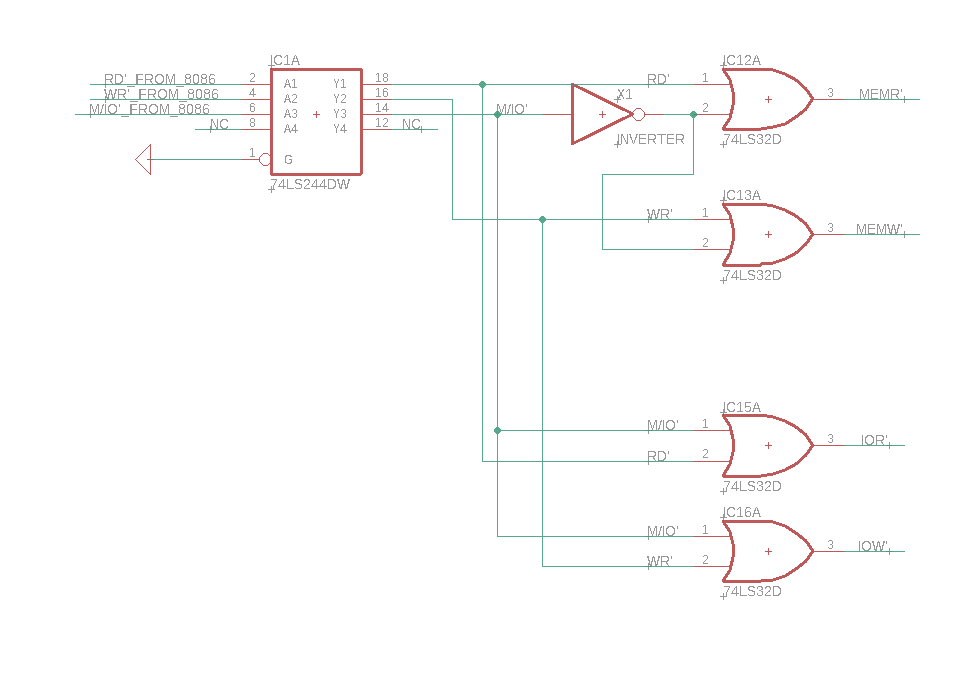 IC1A
RD'_FROM_8086 2 A1 Y1 18
WR'_FROM_8086 4 A2 Y2 16
M/IO'_FROM_8086 6 A3 Y3 14 M/IO'
NC 8 A4 Y4 12 NC
1 G
74LS244DW
X1
INVERTER
IC12A
RD' 1
2
3 MEMR'
74LS32D
IC13A
WR' 1
2
3 MEMW'
74LS32D
IC15A
M/IO' 1
RD' 2
3 IOR'
74LS32D
IC16A
M/IO' 1
WR' 2
3 IOW'
74LS32D